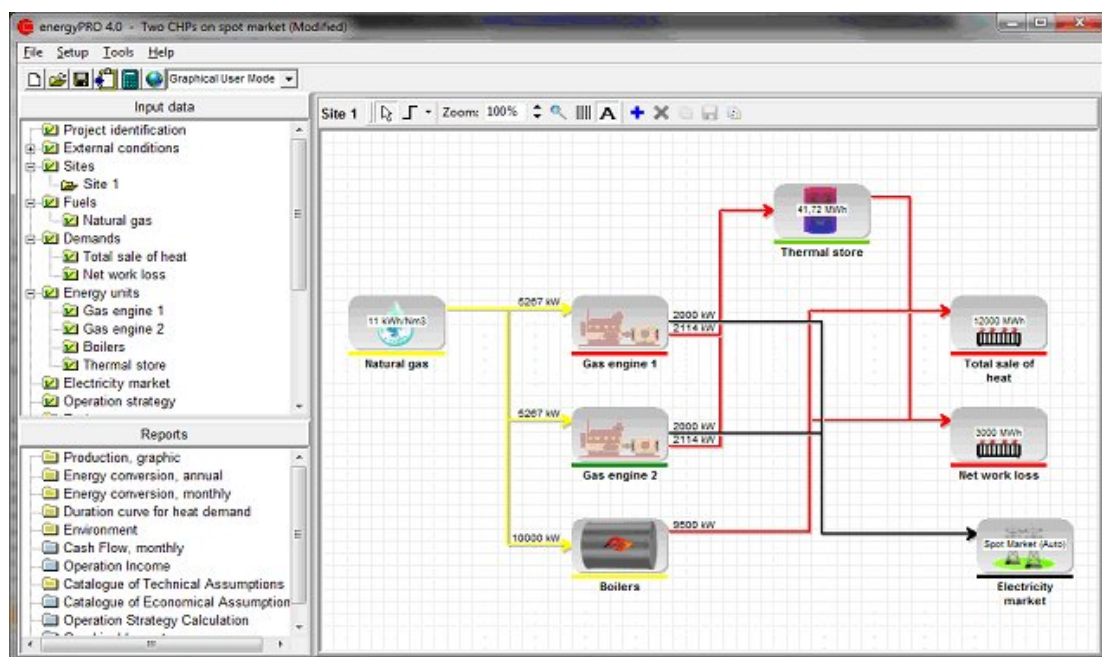 energyPRO 4.0 - Two CHPs on spot market (Modified)
File Setup Tools Help
Graphical User Mode
Input data
Project identification
External conditions
Sites
Site 1
Fuels
Natural gas
Demands
Total sale of heat
Net work loss
Energy units
Gas engine 1
Gas engine 2
Boilers
Thermal store
Electricity market
Operation strategy
Reports
Production, graphic
Energy conversion, annual
Energy conversion, monthly
Duration curve for heat demand
Environment
Cash Flow, monthly
Operation Income
Catalogue of Technical Assumptions
Catalogue of Economical Assumption
Operation Strategy Calculation
Site 1 Zoom: 100% A
41,72 MWh
Thermal store
11 kWh/Nm3
Natural gas
5267 kW
2000 kW
2114 kW
Gas engine 1
12000 MWh
Total sale of
heat
5267 kW
2000 kW
2114 kW
Gas engine 2
3000 MWh
Net work loss
10000 kW
9500 kW
Boilers
Spot Market (Auto)
Electricity
market